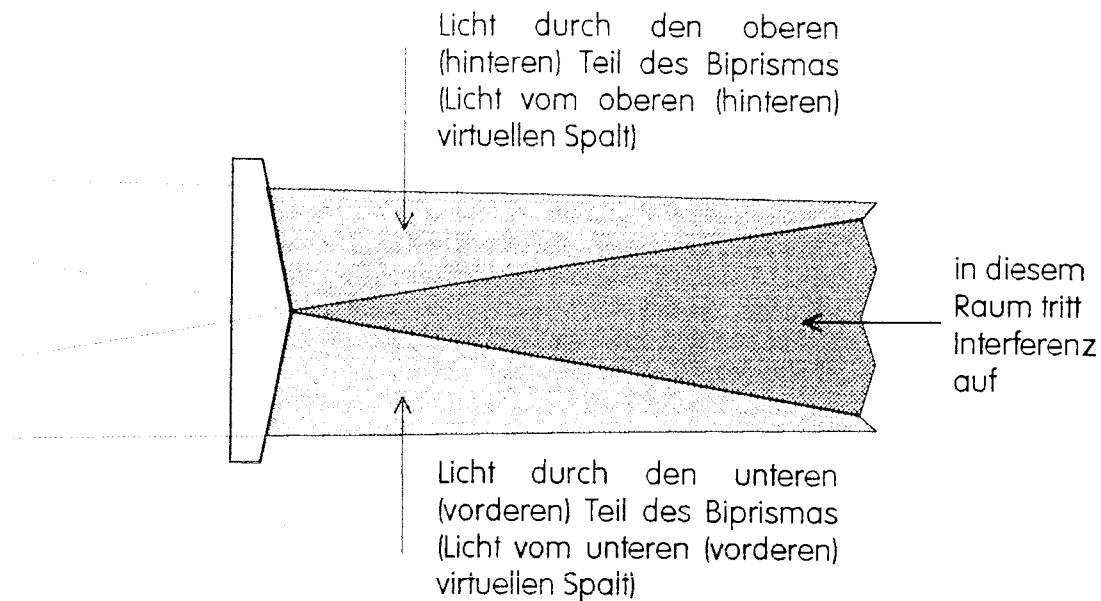 Licht durch den oberen
(hinteren) Teil des Biprismas
(Licht vom oberen (hinteren)
virtuellen Spalt)
in diesem
Raum tritt
Interferenz
auf
Licht durch den unteren
(vorderen) Teil des Biprismas
(Licht vom unteren (vorderen)
virtuellen Spalt)